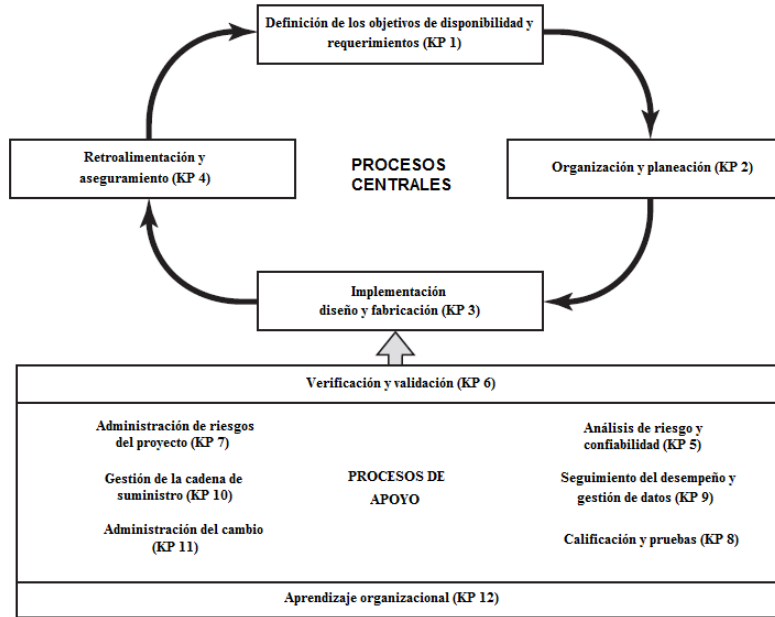 Definición de los objetivos de disponibilidad y
requerimientos (KP 1)
Retroalimentación y
aseguramiento (KP 4)
PROCESOS
CENTRALES
Organización y planeación (KP 2)
Implementación
diseño y fabricación (KP 3)
Verificación y validación (KP 6)
Administración de riesgos
del proyecto (KP 7)
Gestión de la cadena de
suministro (KP 10)
Administración del cambio
(KP 11)
PROCESOS DE
APOYO
Análisis de riesgo y
confiabilidad (KP 5)
Seguimiento del desempeño y
gestión de datos (KP 9)
Calificación y pruebas (KP 8)
Aprendizaje organizacional (KP 12)